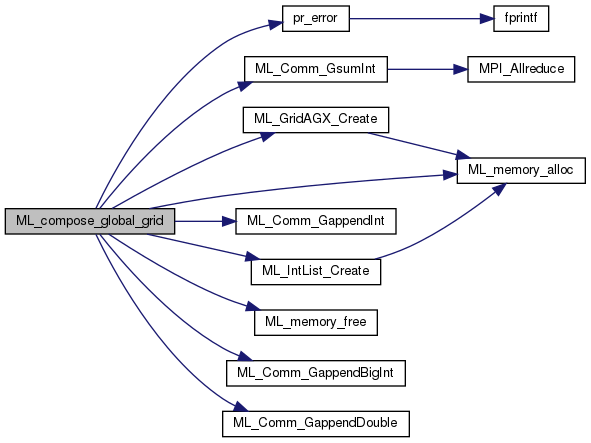 pr_error
fprintf
ML_Comm_GsumInt
MPI_Allreduce
ML_GridAGX_Create
ML_memory_alloc
ML_compose_global_grid
ML_Comm_GappendInt
ML_IntList_Create
ML_memory_free
ML_Comm_GappendBigInt
ML_Comm_GappendDouble